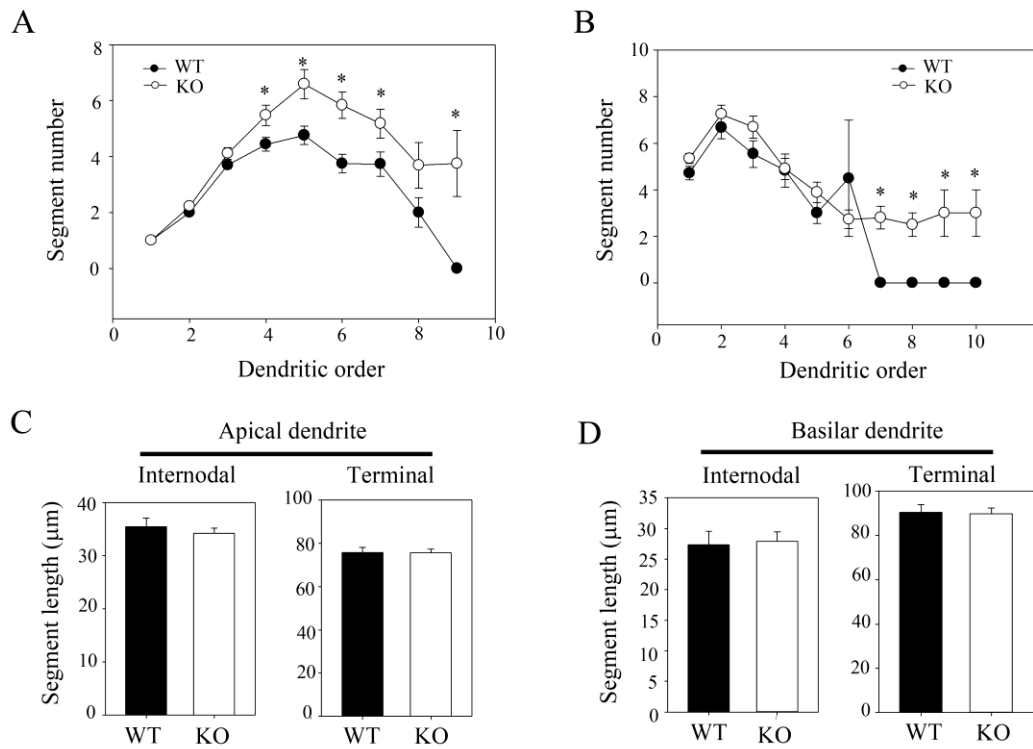 A
8
6
4
2
0
Segment number
WT
KO
*
*
*
*
*
0
2
4
6
8
10
Dendritic order
B
10
8
6
4
2
0
Segment number
WT
KO
*
*
*
*
0
2
4
6
8
10
Dendritic order
C
Apical dendrite
Internodal
Terminal
Segment length (μm)
40
30
20
10
0
WT
KO
100
80
60
40
20
0
WT
KO
D
Basilar dendrite
Internodal
Terminal
Segment length (μm)
35
30
25
20
15
10
5
0
WT
KO
100
80
60
40
20
0
WT
KO